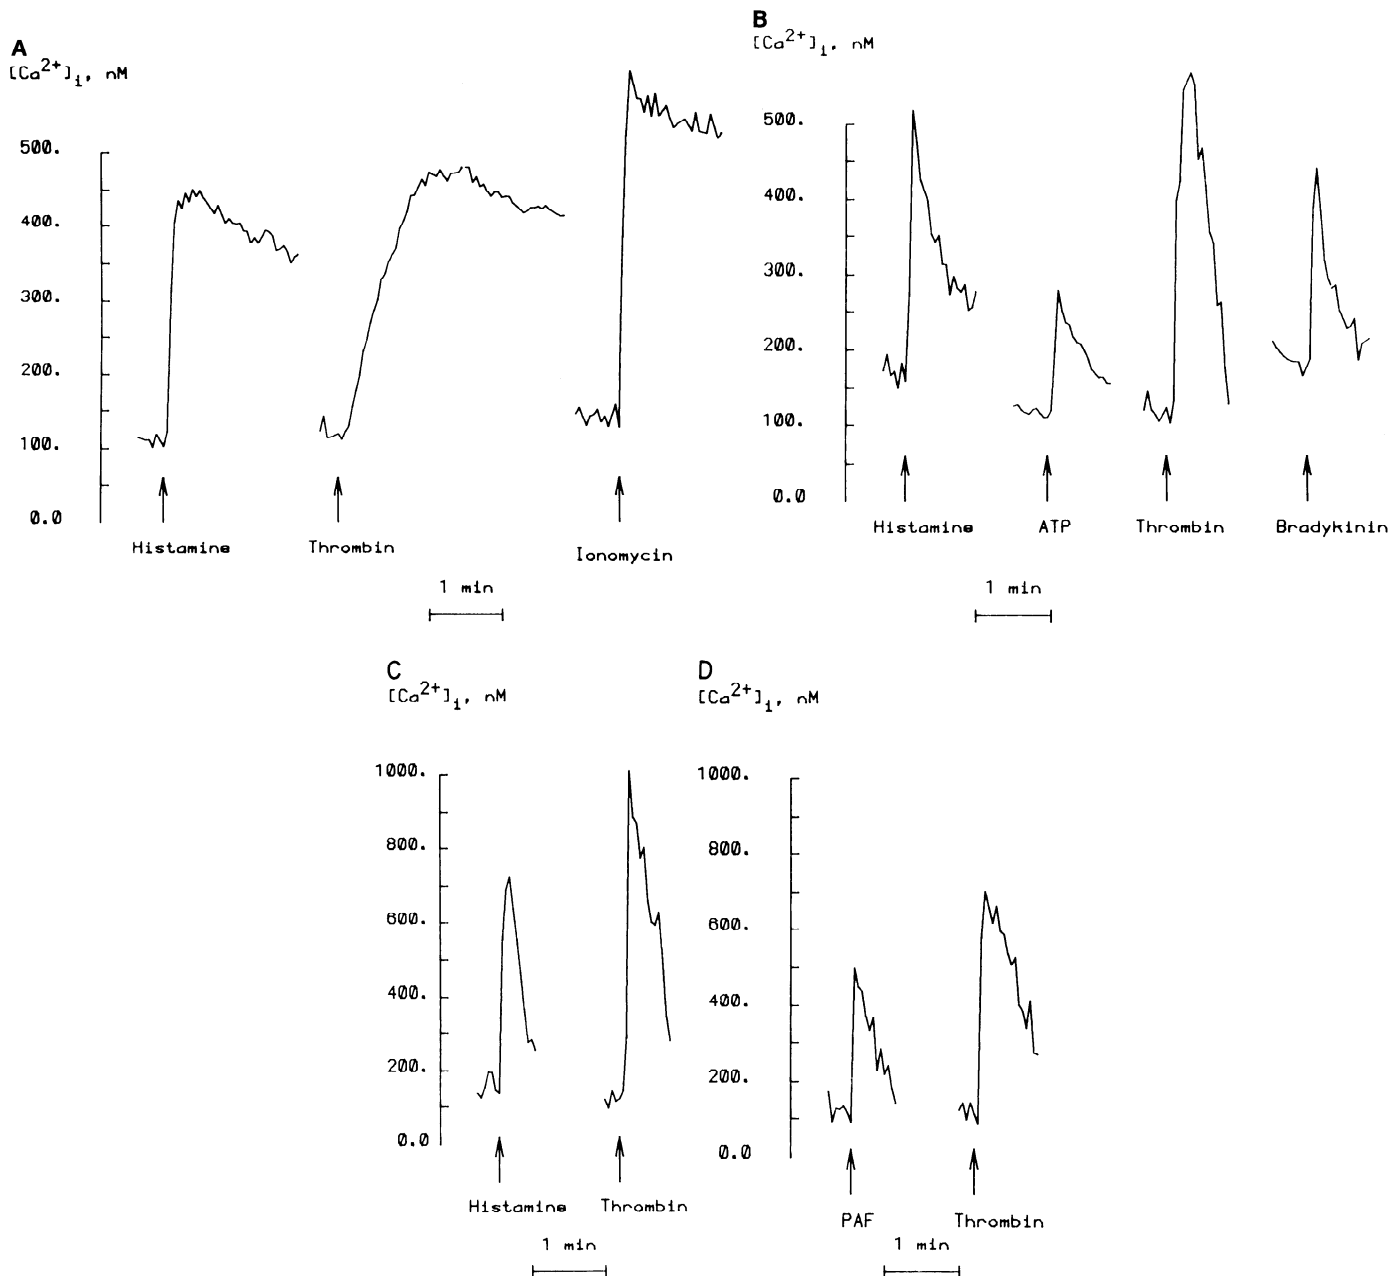 A
[Ca2+]i, nM
500.
400.
300.
200.
100.
0.0
Histamine
Thrombin
Ionomycin
1 min
B
[Ca2+]i, nM
500.
400.
300.
200.
100.
0.0
Histamine
ATP
Thrombin
Bradykinin
1 min
C
[Ca2+]i, nM
1000.
800.
600.
400.
200.
0.0
Histamine
Thrombin
1 min
D
[Ca2+]i, nM
1000.
800.
600.
400.
200.
0.0
PAF
Thrombin
1 min